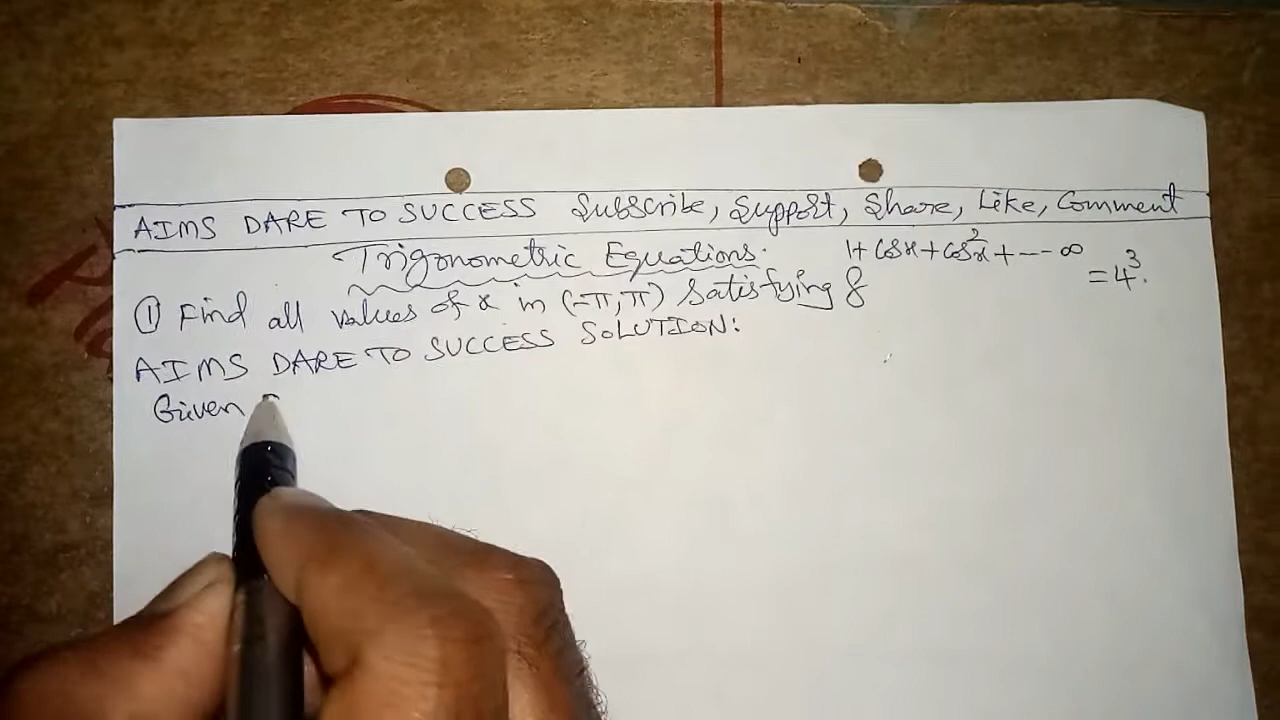 AIMS DARE TO SUCCESS Subscribe, Support, Share, Like, Comment
Trigonometric Equations.
① Find all values of x in (-π, π) satisfying 8^(1+cosx+cos²x+----∞) = 4³.
AIMS DARE TO SUCCESS SOLUTION:
Given